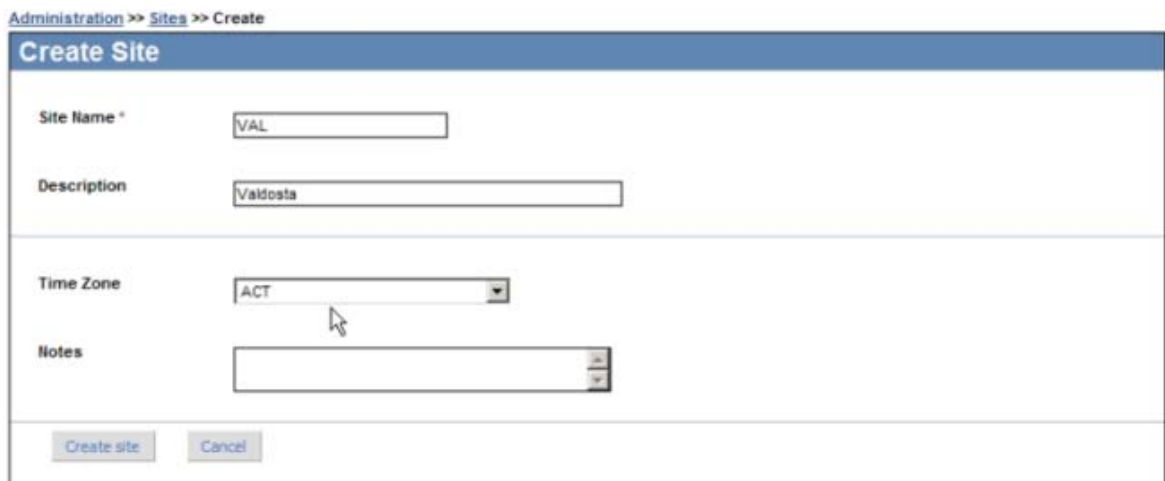 Administration >> Sites >> Create
Create Site
Site Name *
VAL
Description
Valdosta
Time Zone
ACT
Notes
Create site
Cancel